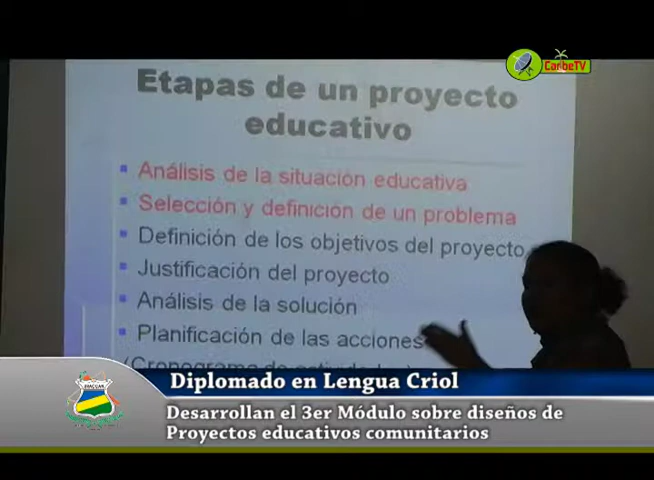 CaribeTV
Etapas de un proyecto
educativo
Análisis de la situación educativa
Selección y definición de un problema
Definición de los objetivos del proyecto
Justificación del proyecto
Análisis de la solución
Planificación de las acciones
(Cronograma de
Diplomado en Lengua Criol
Desarrollan el 3er Módulo sobre diseños de
Proyectos educativos comunitarios